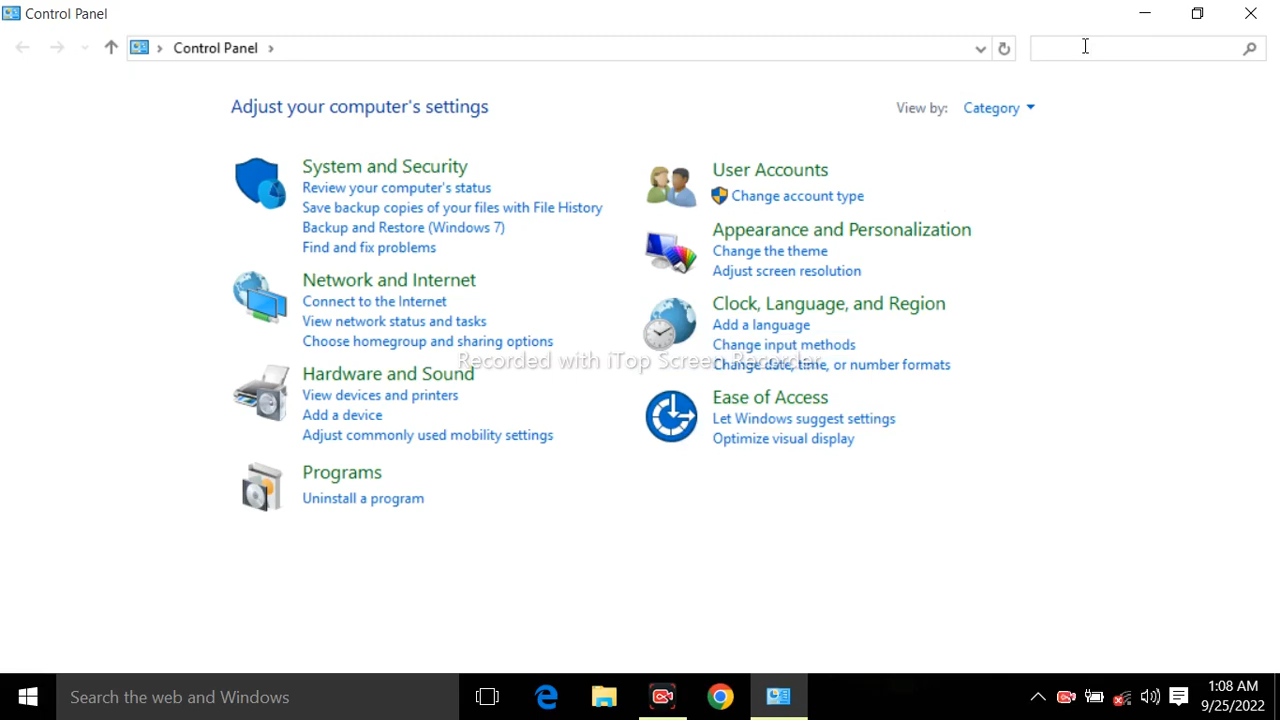 Control Panel
Control Panel
Adjust your computer's settings
View by: Category
System and Security
Review your computer's status
Save backup copies of your files with File History
Backup and Restore (Windows 7)
Find and fix problems
Network and Internet
Connect to the Internet
View network status and tasks
Choose homegroup and sharing options
Hardware and Sound
View devices and printers
Add a device
Adjust commonly used mobility settings
Programs
Uninstall a program
User Accounts
Change account type
Appearance and Personalization
Change the theme
Adjust screen resolution
Clock, Language, and Region
Add a language
Change input methods
Change date, time, or number formats
Ease of Access
Let Windows suggest settings
Optimize visual display
Recorded with iTop Screen Recorder
Search the web and Windows
1:08 AM
9/25/2022